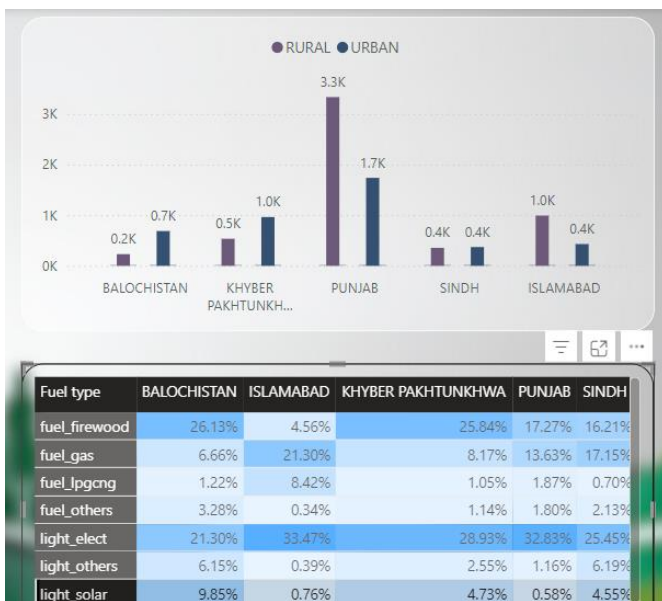 RURAL URBAN
3.3K
3K
2K
1.7K
1.0K
1.0K
1K
0.7K
0.5K
0.4K 0.4K
0.4K
0.2K
0K
BALOCHISTAN KHYBER PAKHTUNKH... PUNJAB SINDH ISLAMABAD
Fuel type BALOCHISTAN ISLAMABAD KHYBER PAKHTUNKHWA PUNJAB SINDH
fuel_firewood 26.13% 4.56% 25.84% 17.27% 16.21%
fuel_gas 6.66% 21.30% 8.17% 13.63% 17.15%
fuel_lpgcng 1.22% 8.42% 1.05% 1.87% 0.70%
fuel_others 3.28% 0.34% 1.14% 1.80% 2.13%
light_elect 21.30% 33.47% 28.93% 32.83% 25.45%
light_others 6.15% 0.39% 2.55% 1.16% 6.19%
light_solar 9.85% 0.76% 4.73% 0.58% 4.55%